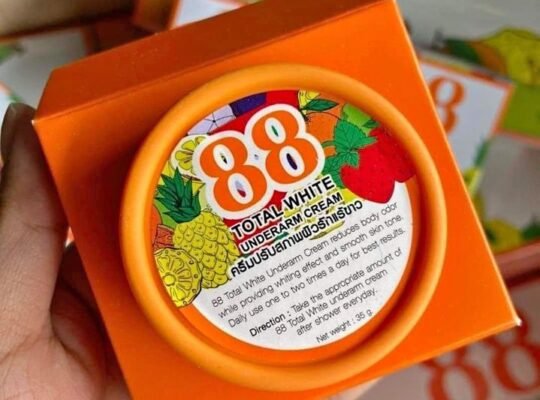 88
TOTAL WHITE
UNDERARM CREAM
ครีมปรับสภาพผิวรักแร้ขาว
88 Total White Underarm Cream reduces body odor
while providing whiting effect and smooth skin tone.
Daily use one to two times a day for best results.
Direction : Take the appropriate amount of
88 Total White underarm cream
after shower everyday.
Net weight : 35 g.
88
8